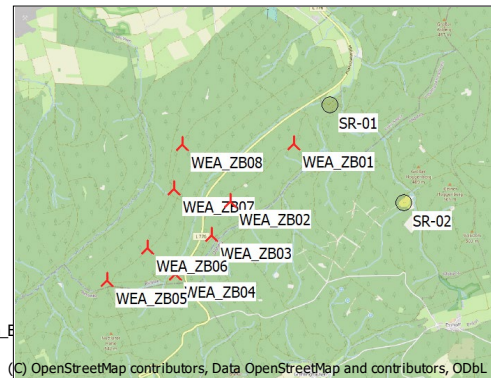 SR-01
WEA_ZB08
WEA_ZB01
WEA_ZB07
WEA_ZB02
SR-02
L 776
WEA_ZB03
WEA_ZB06
WEA_ZB04
WEA_ZB05
(C) OpenStreetMap contributors, Data OpenStreetMap and contributors, ODbL